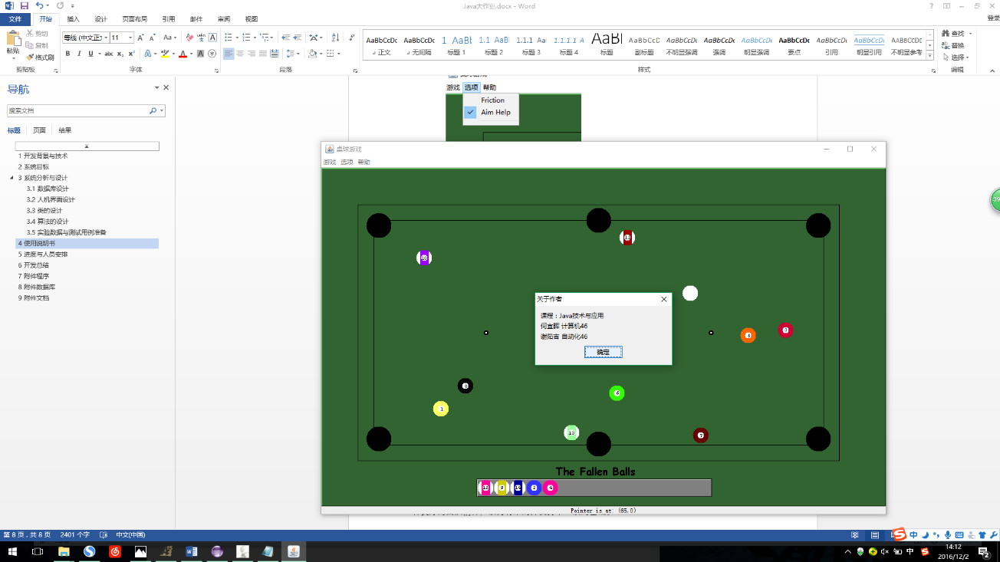 Java大作业.docx - Word
登录
文件 开始 插入 设计 页面布局 引用 邮件 审阅 视图
粘贴 剪切 复制 格式刷
等线 (中文正 11
AaBbCcDc AaBbCcDc 1 AaBl 1.1 AaB 1.1.1 Aa 1.1.1.1 A AaBl AaBbCcC AaBbCcDc AaBbCcDc AaBbCcDc AaBbCcDc AaBbCcDc AaBbCcDc AABBCCDC
正文 无间隔 标题 1 标题 2 标题 3 标题 4 标题 副标题 不明显强调 强调 明显强调 要点 引用 明显引用 不明显参考
查找
替换
选择
剪贴板 字体 段落 样式 编辑
导航
搜索文档
标题 页面 结果
1 开发背景与技术
2 系统目标
3 系统分析与设计
3.1 数据库设计
3.2 人机界面设计
3.3 类的设计
3.4 算法的设计
3.5 实验数据与测试用例准备
4 使用说明书
5 进度与人员安排
6 开发总结
7 附件程序
8 附件数据库
9 附件文档
游戏 选项 帮助
Friction
Aim Help
桌球游戏
游戏 选项 帮助
关于作者
课程：Java技术与应用
何宜晖 计算机46
谢茹吉 自动化46
确定
The Fallen Balls
Pointer is at: (65.0)
39
第 8 页，共 8 页 2401 个字 中文(中国)
中
14:12
2016/12/2